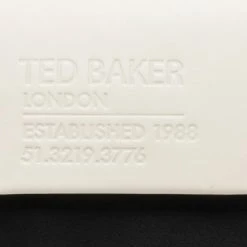 TED BAKER
LONDON
ESTABLISHED 1988
51.3219.3776